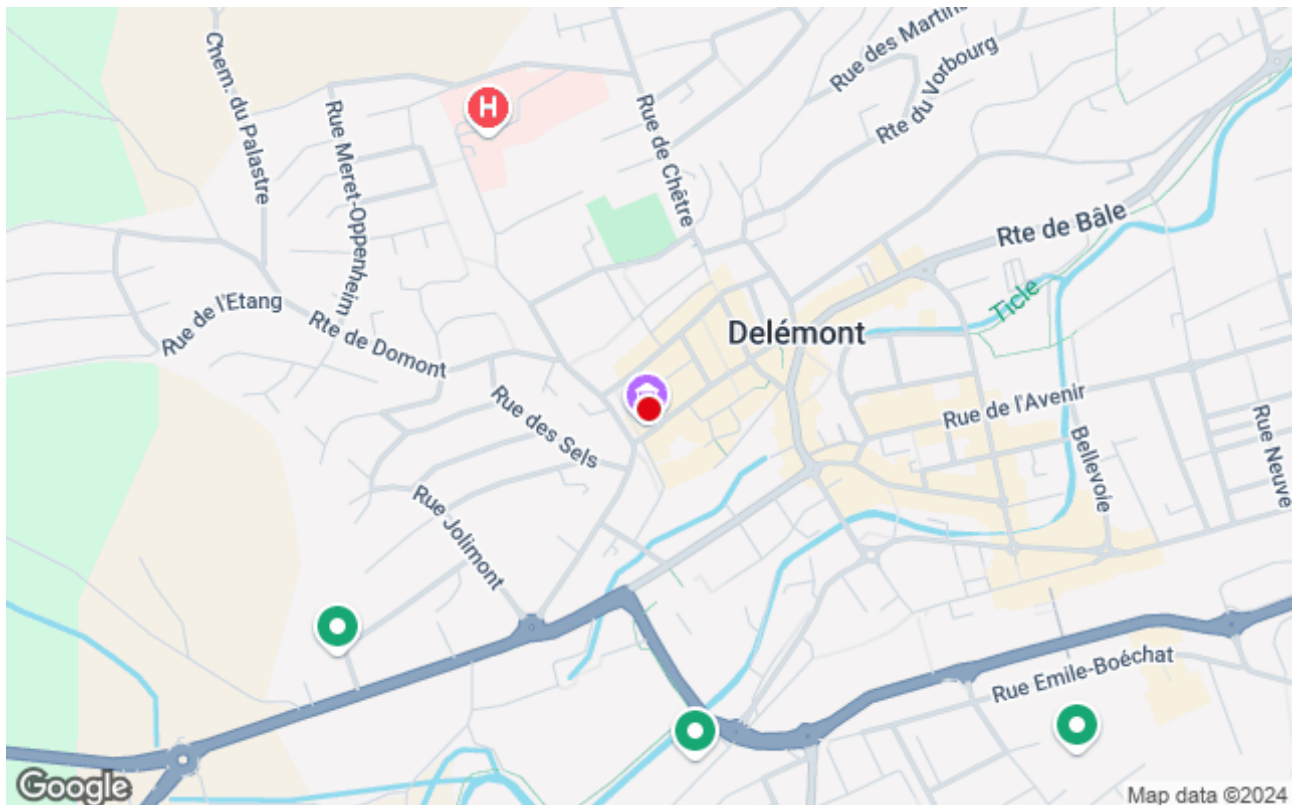 Rue des Martins
Rte du Vorbourg
Chem. du Palastre
Rue Meret-Oppenheim
H
Rue de Chêtre
Rte de Bâle
Rue de l'Etang
Rte de Domont
Delémont
Ticle
Rue de l'Avenir
Rue des Sels
Bellevoie
Rue Neuve
Rue Jolimont
Rue Emile-Boéchat
Google
Map data ©2024